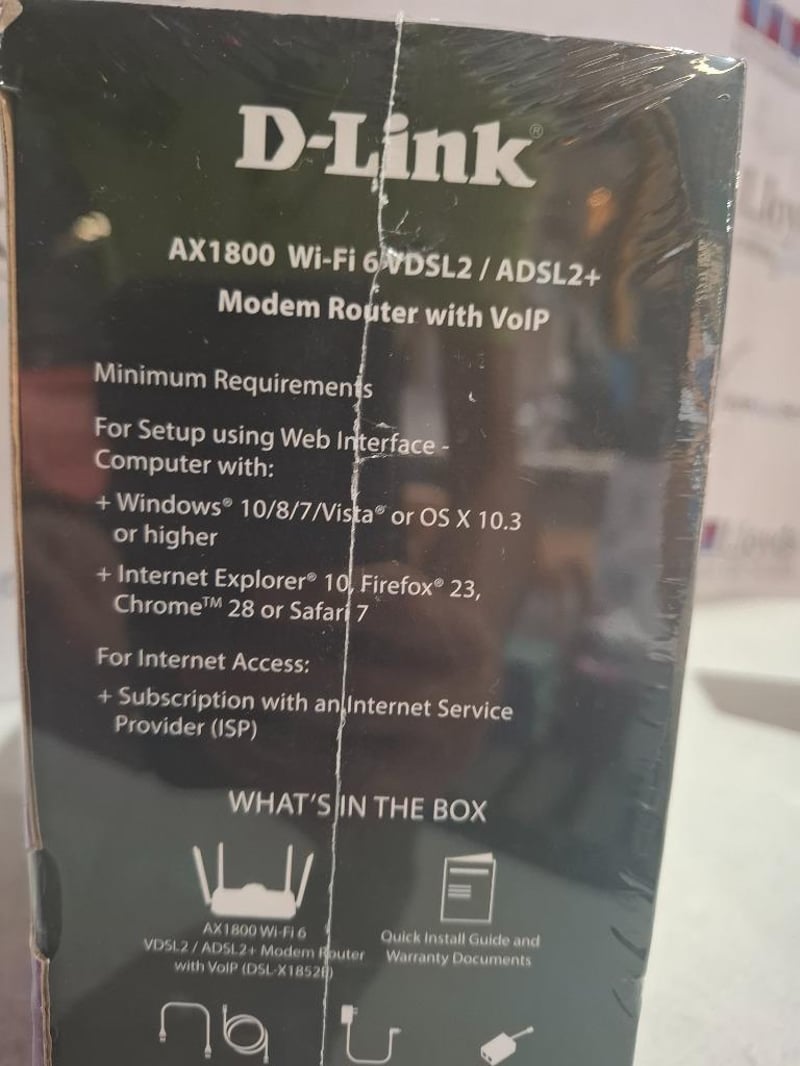 D-Link®
AX1800 Wi-Fi 6 VDSL2 / ADSL2+
Modem Router with VoIP
Minimum Requirements
For Setup using Web Interface -
Computer with:
+ Windows® 10/8/7/Vista® or OS X 10.3
or higher
+ Internet Explorer® 10, Firefox® 23,
Chrome™ 28 or Safari 7
For Internet Access:
+ Subscription with an Internet Service
Provider (ISP)
WHAT'S IN THE BOX
AX1800 Wi-Fi 6
VDSL2 / ADSL2+ Modem Router
with VoIP (DSL-X1852E)
Quick Install Guide and
Warranty Documents